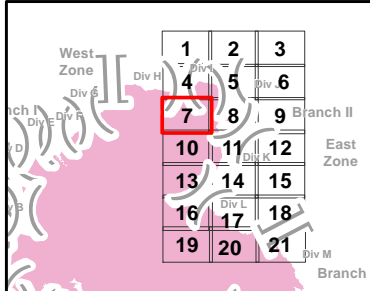 1 2 3
West
Zone
Div H
Div I
4 5 6
Div J
Div G
7 8 9
Branch II
nch I
Div E
Div F
10 11 12
East
Zone
Div K
D
13 14 15
B
Div L
16 17 18
19 20 21
Div M
Branch